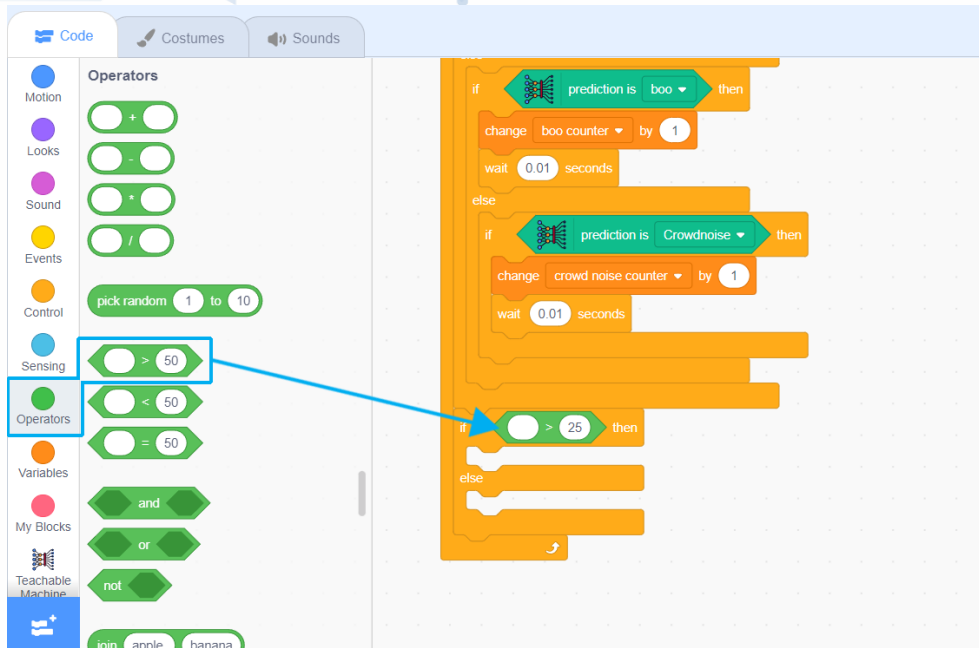 Code
Costumes
Sounds
Motion
Looks
Sound
Events
Control
Sensing
Operators
Variables
My Blocks
Teachable
Machine
Operators
+
-
*
/
pick random 1 to 10
> 50
< 50
= 50
and
or
not
join apple banana
else
if prediction is boo then
change boo counter by 1
wait 0.01 seconds
else
if prediction is Crowdnoise then
change crowd noise counter by 1
wait 0.01 seconds
if > 25 then
else